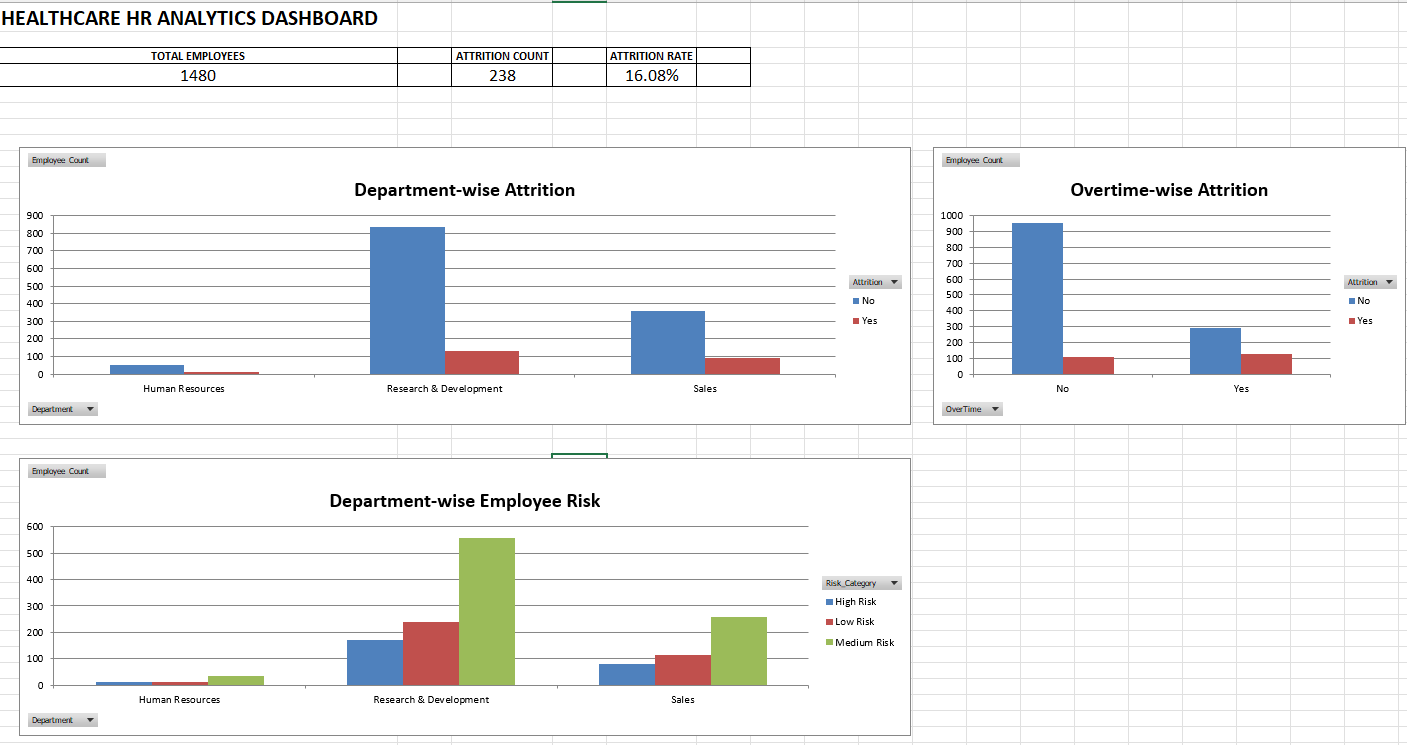 HEALTHCARE HR ANALYTICS DASHBOARD
TOTAL EMPLOYEES ATTRITION COUNT ATTRITION RATE
1480 238 16.08%
Employee Count
Department-wise Attrition
900
800
700
600
500
400
300
200
100
0
Human Resources Research & Development Sales
Attrition
No
Yes
Department
Employee Count
Overtime-wise Attrition
1000
900
800
700
600
500
400
300
200
100
0
No Yes
Attrition
No
Yes
OverTime
Employee Count
Department-wise Employee Risk
600
500
400
300
200
100
0
Human Resources Research & Development Sales
Risk_Category
High Risk
Low Risk
Medium Risk
Department